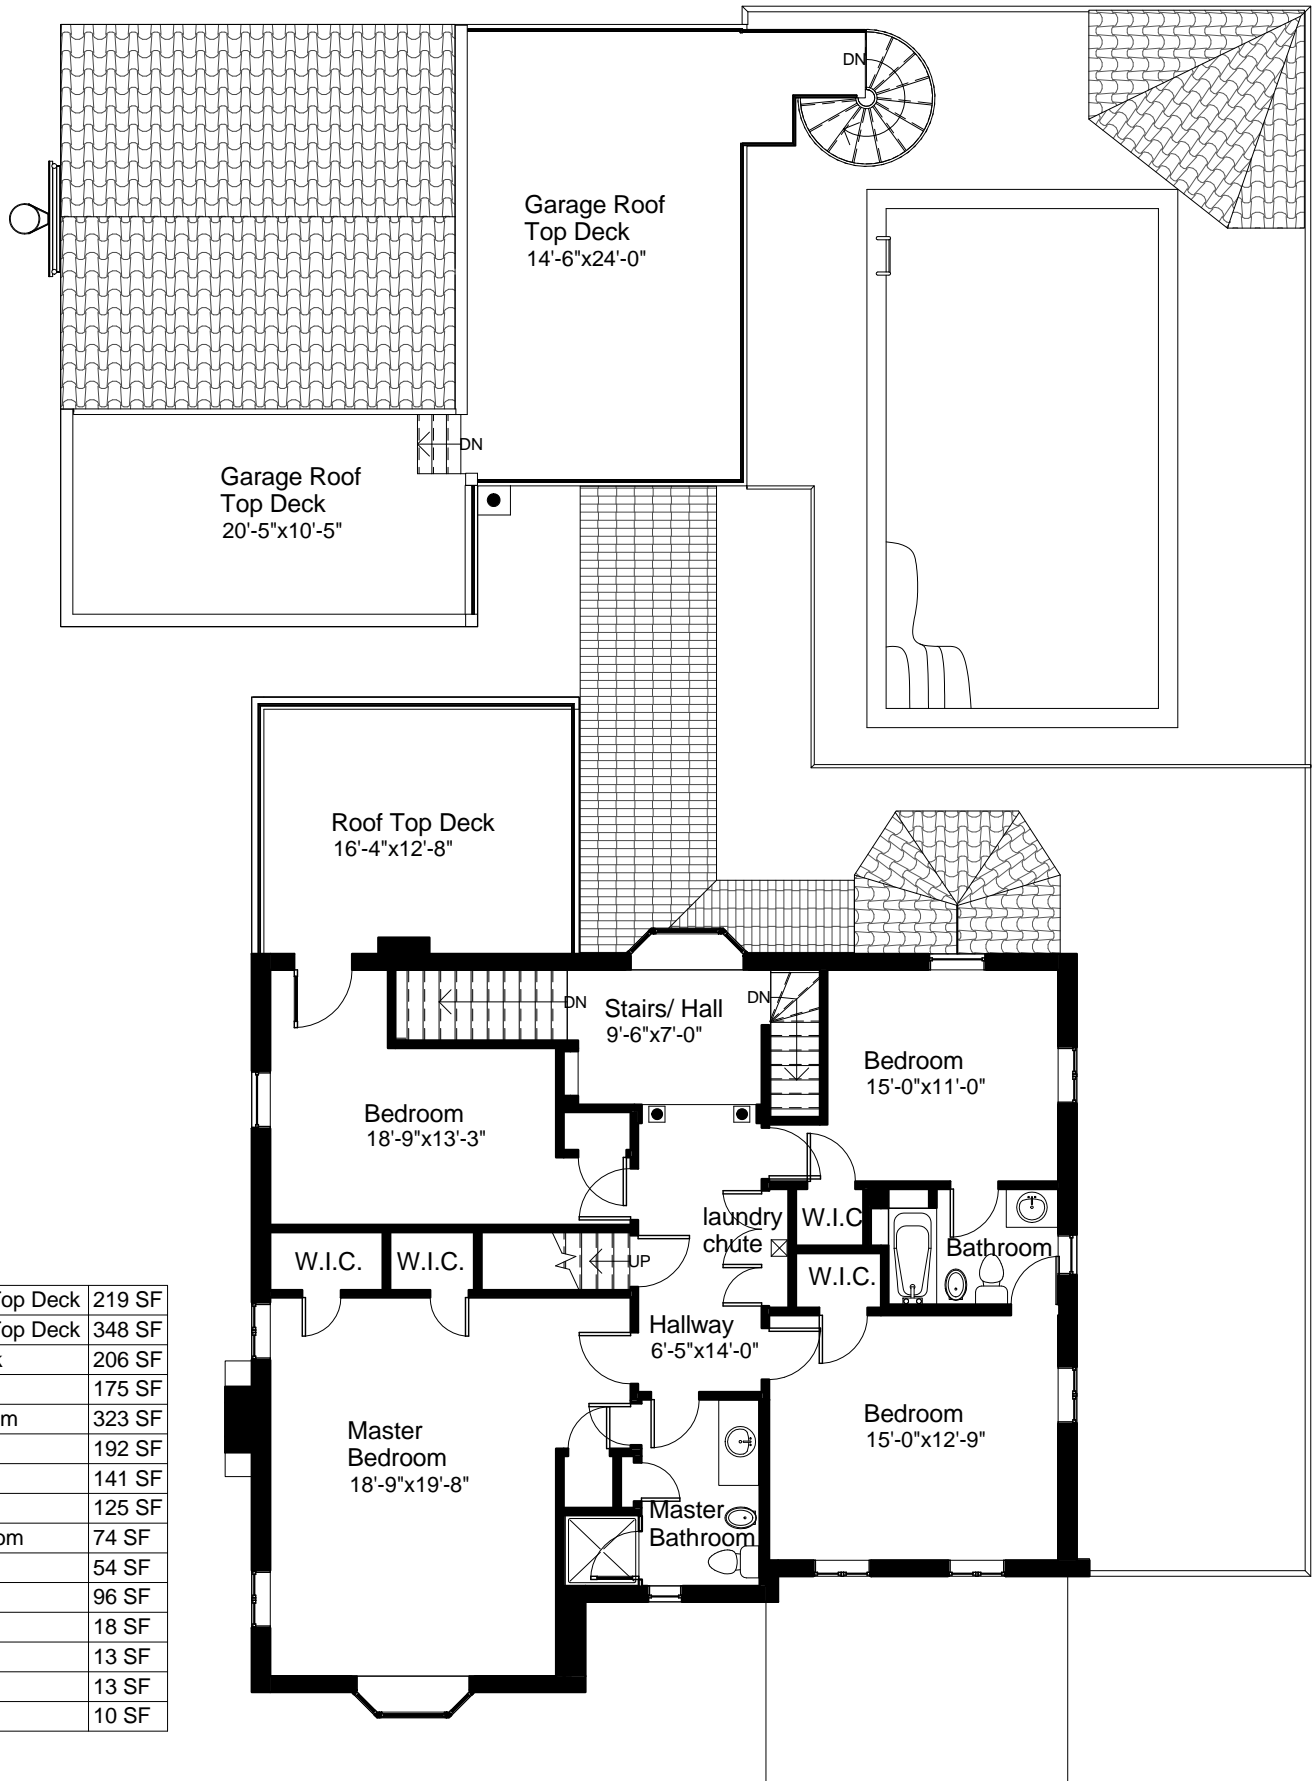 DN
Garage Roof
Top Deck
14'-6"x24'-0"
DN
Garage Roof
Top Deck
20'-5"x10'-5"
Roof Top Deck
16'-4"x12'-8"
DN
Stairs/ Hall
9'-6"x7'-0"
DN
Bedroom
15'-0"x11'-0"
Bedroom
18'-9"x13'-3"
laundry
chute
W.I.C
Bathroom
W.I.C.
W.I.C.
UP
W.I.C.
Hallway
6'-5"x14'-0"
Master
Bedroom
18'-9"x19'-8"
Bedroom
15'-0"x12'-9"
Master
Bathroom
Top Deck 219 SF
Top Deck 348 SF
206 SF
175 SF
323 SF
192 SF
141 SF
125 SF
74 SF
54 SF
96 SF
18 SF
13 SF
13 SF
10 SF